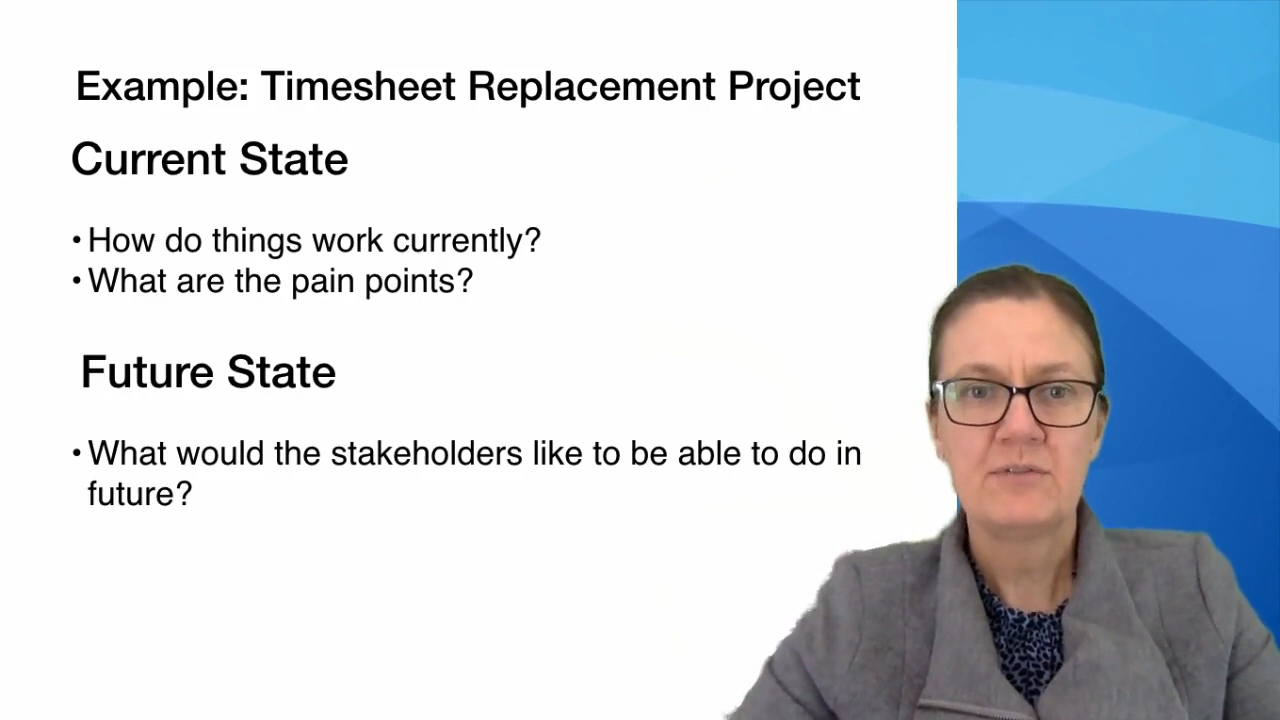 Example: Timesheet Replacement Project
Current State
• How do things work currently?
• What are the pain points?
Future State
• What would the stakeholders like to be able to do in
future?